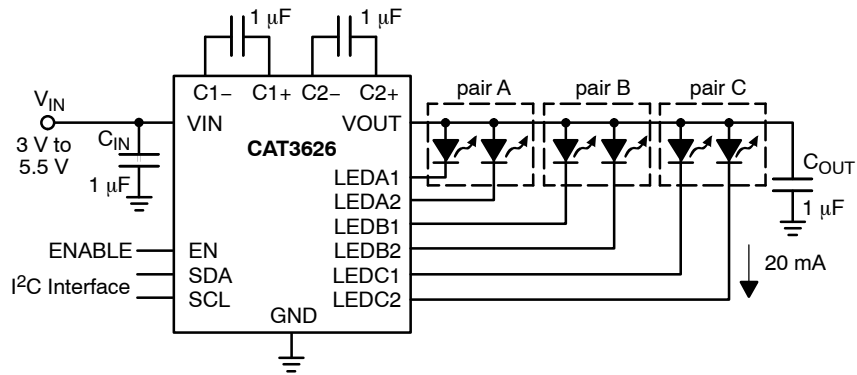 1 μF
1 μF
C1– C1+ C2– C2+
pair A
pair B
pair C
VIN
3 V to
5.5 V
CIN
1 μF
VIN
VOUT
CAT3626
LEDA1
LEDA2
LEDB1
LEDB2
LEDC1
LEDC2
COUT
1 μF
20 mA
ENABLE
EN
I2C Interface
SDA
SCL
GND